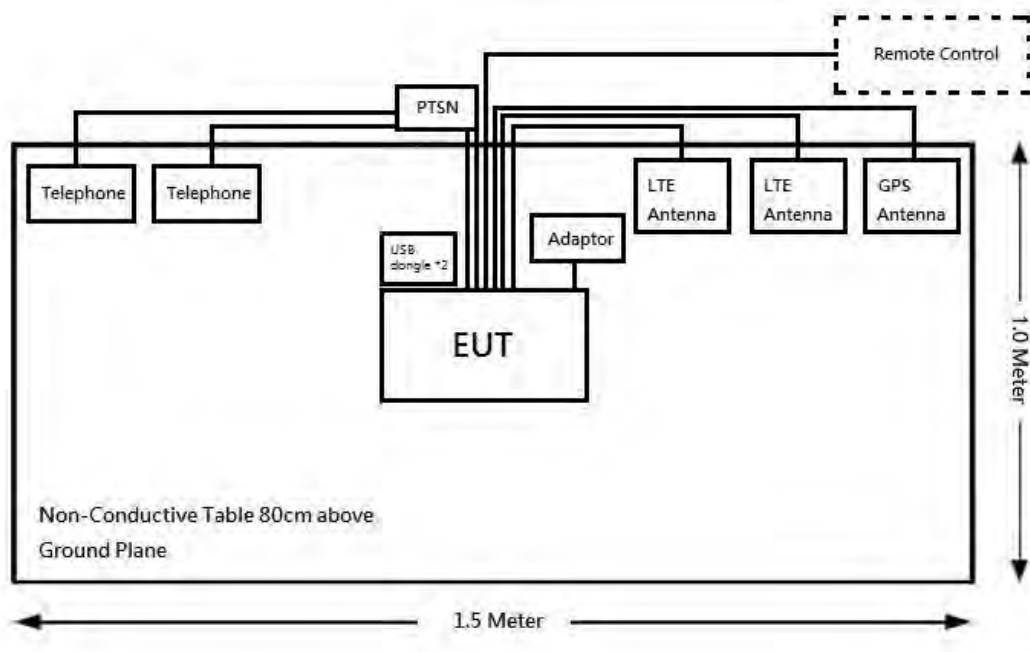 Remote Control
PTSN
Telephone
Telephone
LTE
Antenna
LTE
Antenna
GPS
Antenna
Adaptor
USB
dongle *2
EUT
1.0 Meter
Non-Conductive Table 80cm above
Ground Plane
1.5 Meter